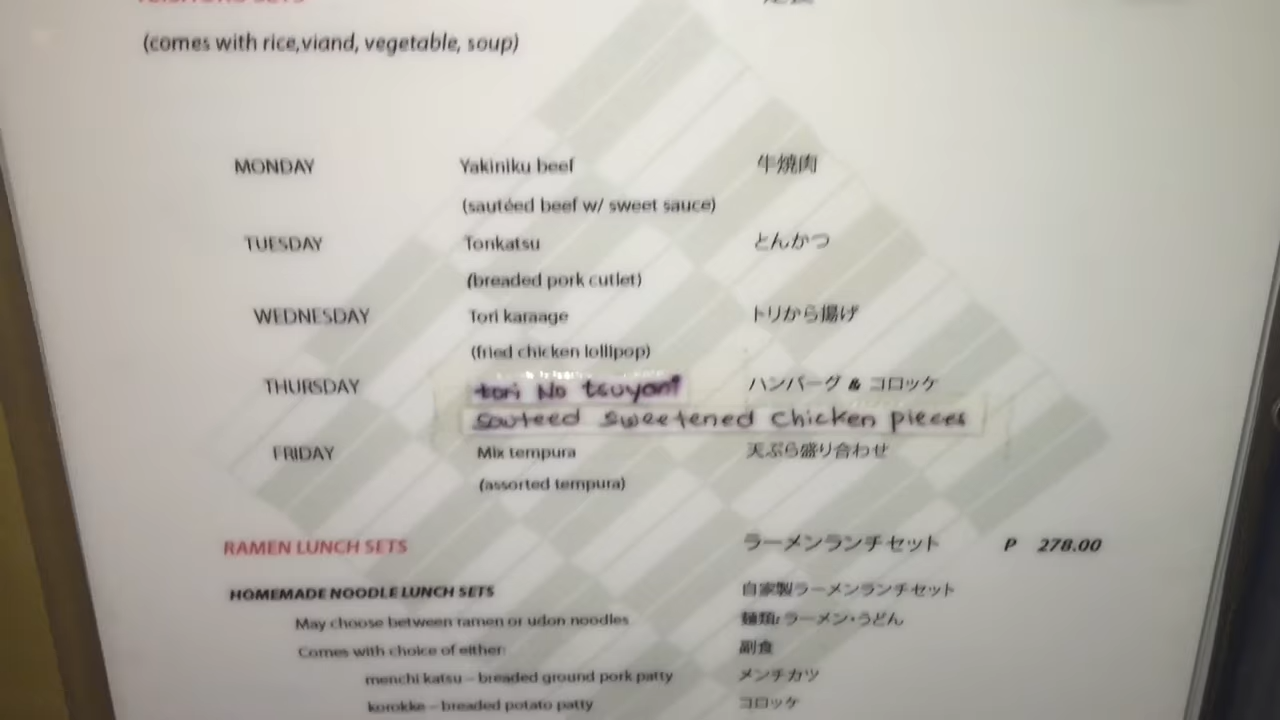 (comes with rice,viand, vegetable, soup)
MONDAY Yakiniku beef 牛焼肉
(sautéed beef w/ sweet sauce)
TUESDAY Tonkatsu とんかつ
(breaded pork cutlet)
WEDNESDAY Tori karaage トリから揚げ
(fried chicken lollipop)
THURSDAY tori No tsuyani ハンバーグ & コロッケ
Sauteed sweetened chicken pieces
FRIDAY Mix tempura 天ぷら盛り合わせ
(assorted tempura)
RAMEN LUNCH SETS ラーメンランチセット P 278.00
HOMEMADE NOODLE LUNCH SETS 自家製ラーメンランチセット
May choose between ramen or udon noodles 麺類: ラーメン・うどん
Comes with choice of either: 副食
menchi katsu – breaded ground pork patty メンチカツ
korokke – breaded potato patty コロッケ